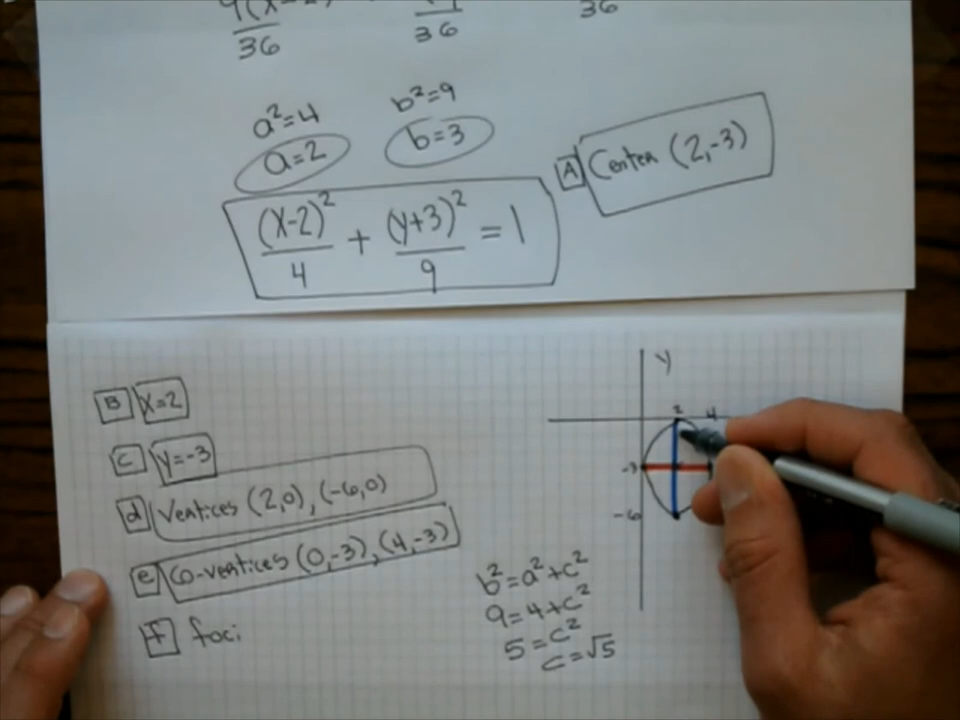 36 36 36
a²=4 b²=9
a=2 b=3
A Center (2,-3)
(x-2)²/4 + (y+3)²/9 = 1
B x=2
C y=-3
d Vertices (2,0), (-6,0)
e Co-vertices (0,-3), (4,-3)
f foci
y
2 4
-3
-6
b²=a²+c²
9=4+c²
5=c²
c=√5